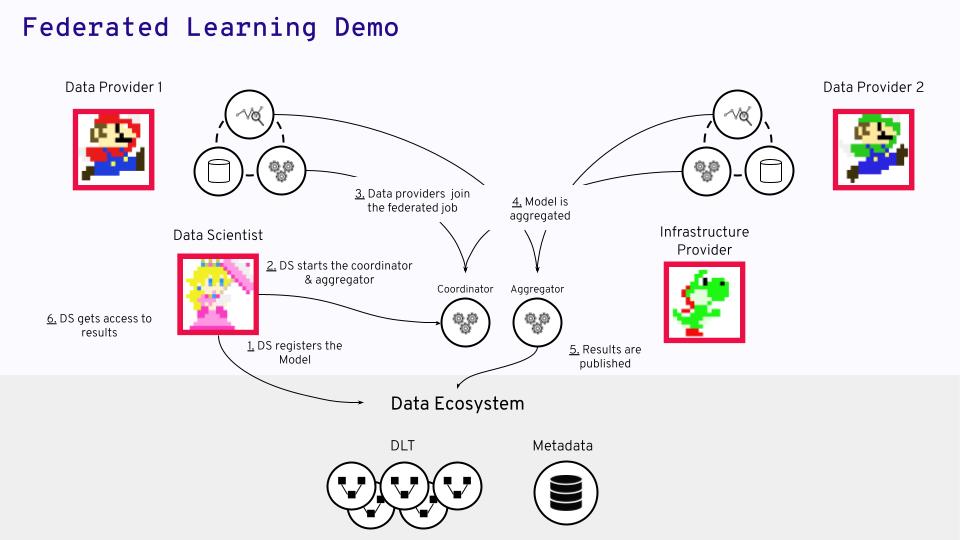 Federated Learning Demo
Data Provider 1
Data Provider 2
3. Data providers join
the federated job
4. Model is
aggregated
Data Scientist
Infrastructure
Provider
2. DS starts the coordinator
& aggregator
Coordinator
Aggregator
6. DS gets access to
results
1. DS registers the
Model
5. Results are
published
Data Ecosystem
DLT
Metadata